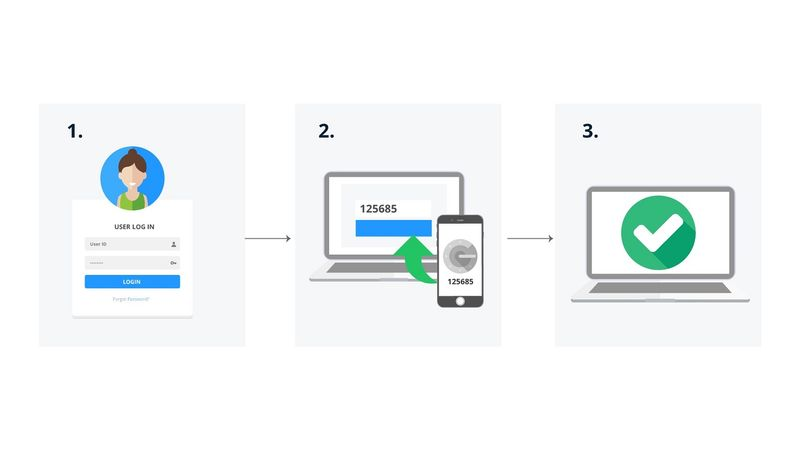 1.
USER LOG IN
User ID
········
LOGIN
Forgot Password?
2.
125685
125685
3.